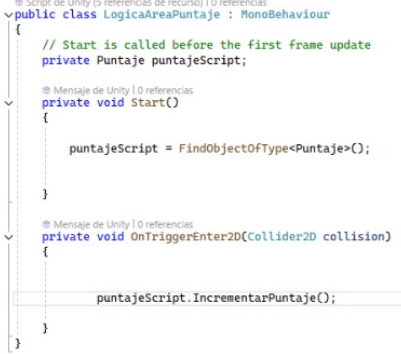 Script de Unity (5 referencias de recurso) | 0 referencias
public class LogicaAreaPuntaje : MonoBehaviour
{
// Start is called before the first frame update
private Puntaje puntajeScript;
Mensaje de Unity | 0 referencias
private void Start()
{
puntajeScript = FindObjectOfType<Puntaje>();
}
Mensaje de Unity | 0 referencias
private void OnTriggerEnter2D(Collider2D collision)
{
puntajeScript.IncrementarPuntaje();
}
}